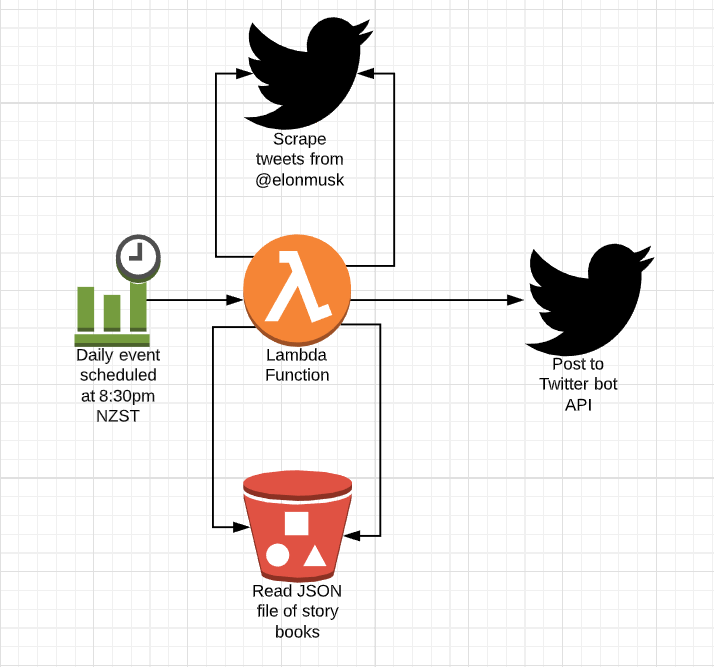 Scrape
tweets from
@elonmusk
Daily event
scheduled
at 8:30pm
NZST
Lambda
Function
Post to
Twitter bot
API
Read JSON
file of story
books